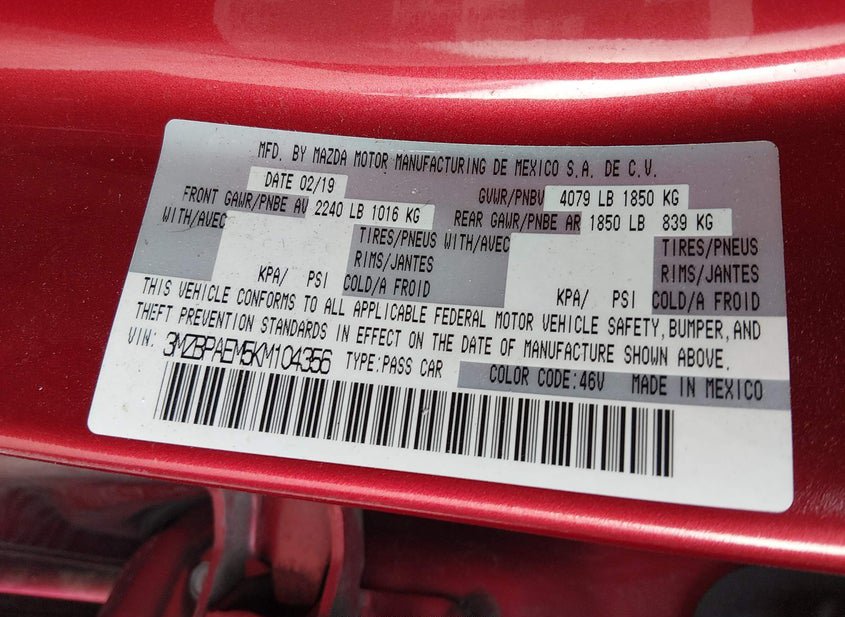 MFD. BY MAZDA MOTOR MANUFACTURING DE MEXICO S.A. DE C.V.
DATE 02/19 GVWR/PNBV 4079 LB 1850 KG
FRONT GAWR/PNBE AV 2240 LB 1016 KG REAR GAWR/PNBE AR 1850 LB 839 KG
WITH/AVEC TIRES/PNEUS WITH/AVEC TIRES/PNEUS
RIMS/JANTES RIMS/JANTES
KPA/ PSI COLD/A FROID KPA/ PSI COLD/A FROID
THIS VEHICLE CONFORMS TO ALL APPLICABLE FEDERAL MOTOR VEHICLE SAFETY, BUMPER, AND
THEFT PREVENTION STANDARDS IN EFFECT ON THE DATE OF MANUFACTURE SHOWN ABOVE.
VIN: 3MZBPAEM5KM104356 TYPE:PASS CAR COLOR CODE:46V MADE IN MEXICO